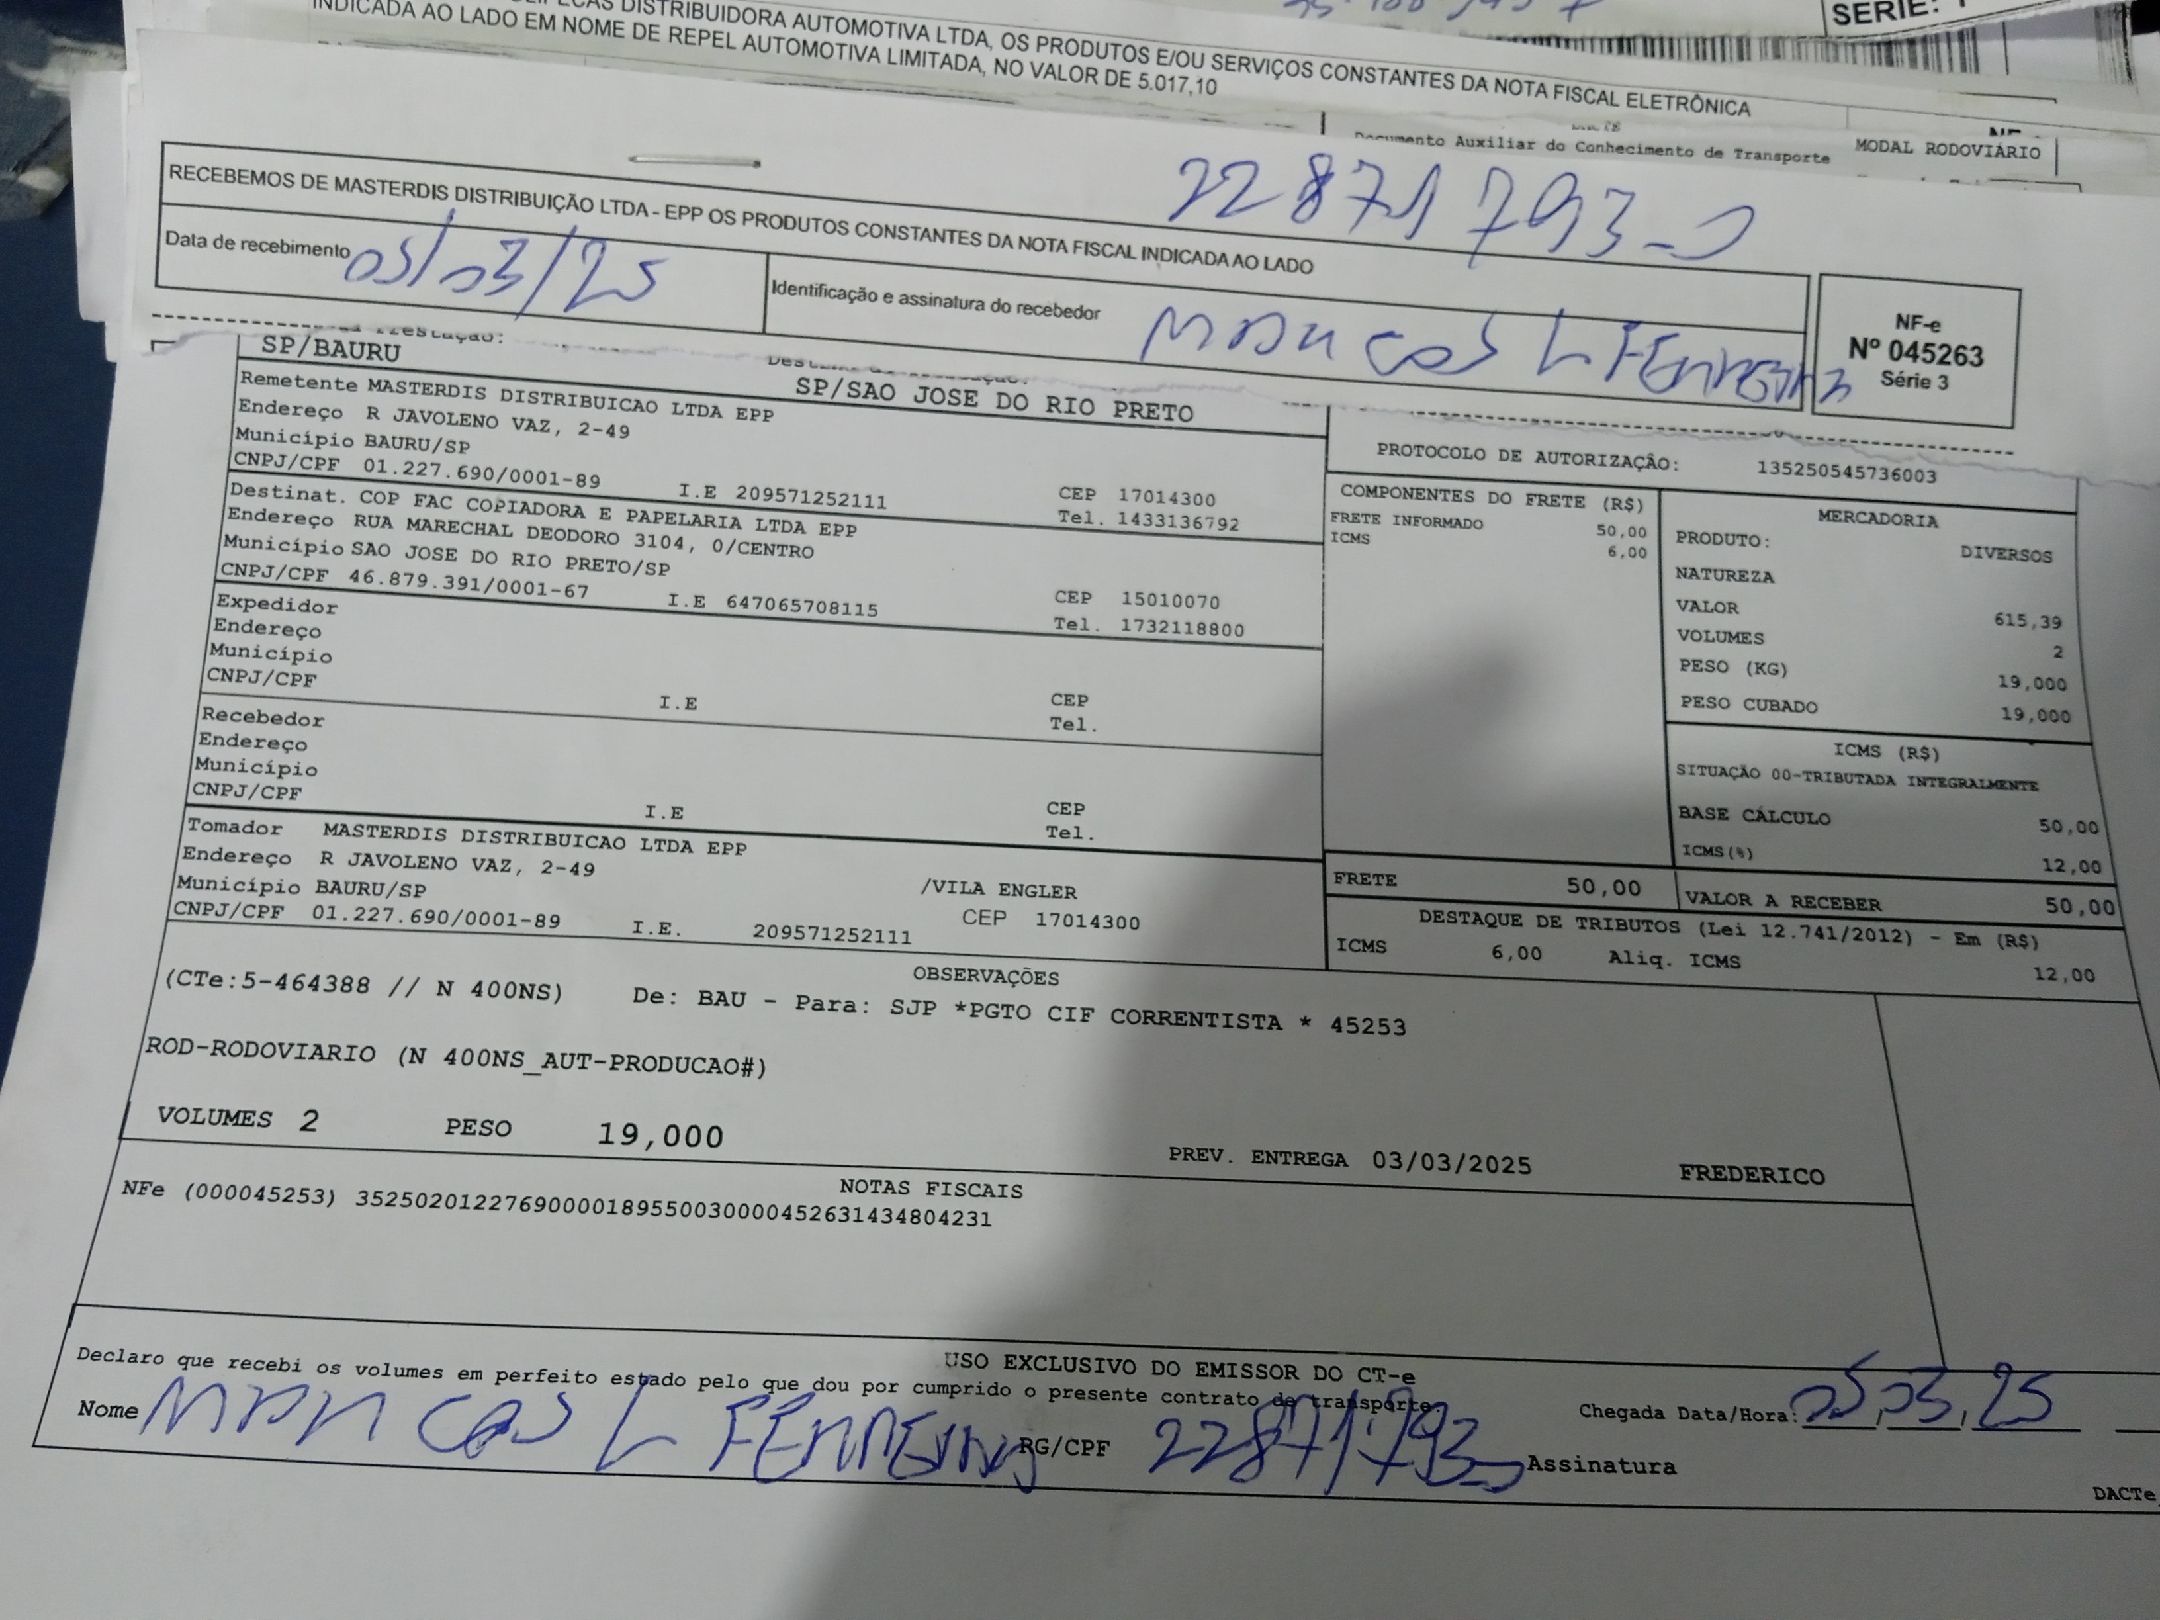 DISTRIBUIDORA AUTOMOTIVA LTDA, OS PRODUTOS E/OU SERVIÇOS CONSTANTES DA NOTA FISCAL ELETRÔNICA
INDICADA AO LADO EM NOME DE REPEL AUTOMOTIVA LIMITADA, NO VALOR DE 5.017,10
SERIE:
Documento Auxiliar do Conhecimento de Transporte
MODAL RODOVIÁRIO
22871793-0
RECEBEMOS DE MASTERDIS DISTRIBUIÇÃO LTDA - EPP OS PRODUTOS CONSTANTES DA NOTA FISCAL INDICADA AO LADO
Data de recebimento 05/03/25
Identificação e assinatura do recebedor MARCOS L FERREIRA
NF-e
Nº 045263
Série 3
SP/BAURU
SP/SAO JOSE DO RIO PRETO
Remetente MASTERDIS DISTRIBUICAO LTDA EPP
Endereço R JAVOLENO VAZ, 2-49
Município BAURU/SP CEP 17014300
CNPJ/CPF 01.227.690/0001-89 I.E 209571252111 Tel. 1433136792
Destinat. COP FAC COPIADORA E PAPELARIA LTDA EPP
Endereço RUA MARECHAL DEODORO 3104, 0/CENTRO
Município SAO JOSE DO RIO PRETO/SP CEP 15010070
CNPJ/CPF 46.879.391/0001-67 I.E 647065708115 Tel. 1732118800
Expedidor
Endereço
Município CEP
CNPJ/CPF I.E Tel.
Recebedor
Endereço
Município CEP
CNPJ/CPF I.E Tel.
Tomador MASTERDIS DISTRIBUICAO LTDA EPP
Endereço R JAVOLENO VAZ, 2-49 /VILA ENGLER
Município BAURU/SP CEP 17014300
CNPJ/CPF 01.227.690/0001-89 I.E. 209571252111
PROTOCOLO DE AUTORIZAÇÃO: 135250545736003
COMPONENTES DO FRETE (R$)
FRETE INFORMADO 50,00
ICMS 6,00
MERCADORIA
PRODUTO: DIVERSOS
NATUREZA
VALOR 615,39
VOLUMES 2
PESO (KG) 19,000
PESO CUBADO 19,000
ICMS (R$)
SITUAÇÃO 00-TRIBUTADA INTEGRALMENTE
BASE CÁLCULO 50,00
ICMS(%) 12,00
FRETE 50,00 VALOR A RECEBER 50,00
DESTAQUE DE TRIBUTOS (Lei 12.741/2012) - Em (R$)
ICMS 6,00 Aliq. ICMS 12,00
OBSERVAÇÕES
(CTe:5-464388 // N 400NS) De: BAU - Para: SJP *PGTO CIF CORRENTISTA * 45253
ROD-RODOVIARIO (N 400NS_AUT-PRODUCAO#)
VOLUMES 2 PESO 19,000 PREV. ENTREGA 03/03/2025 FREDERICO
NOTAS FISCAIS
NFe (000045253) 35250201227690000189550030000452631434804231
USO EXCLUSIVO DO EMISSOR DO CT-e
Declaro que recebi os volumes em perfeito estado pelo que dou por cumprido o presente contrato de transporte.
Chegada Data/Hora: 05,03,25
Nome MARCOS L FERREIRA RG/CPF 22871793-0 Assinatura
DACTe